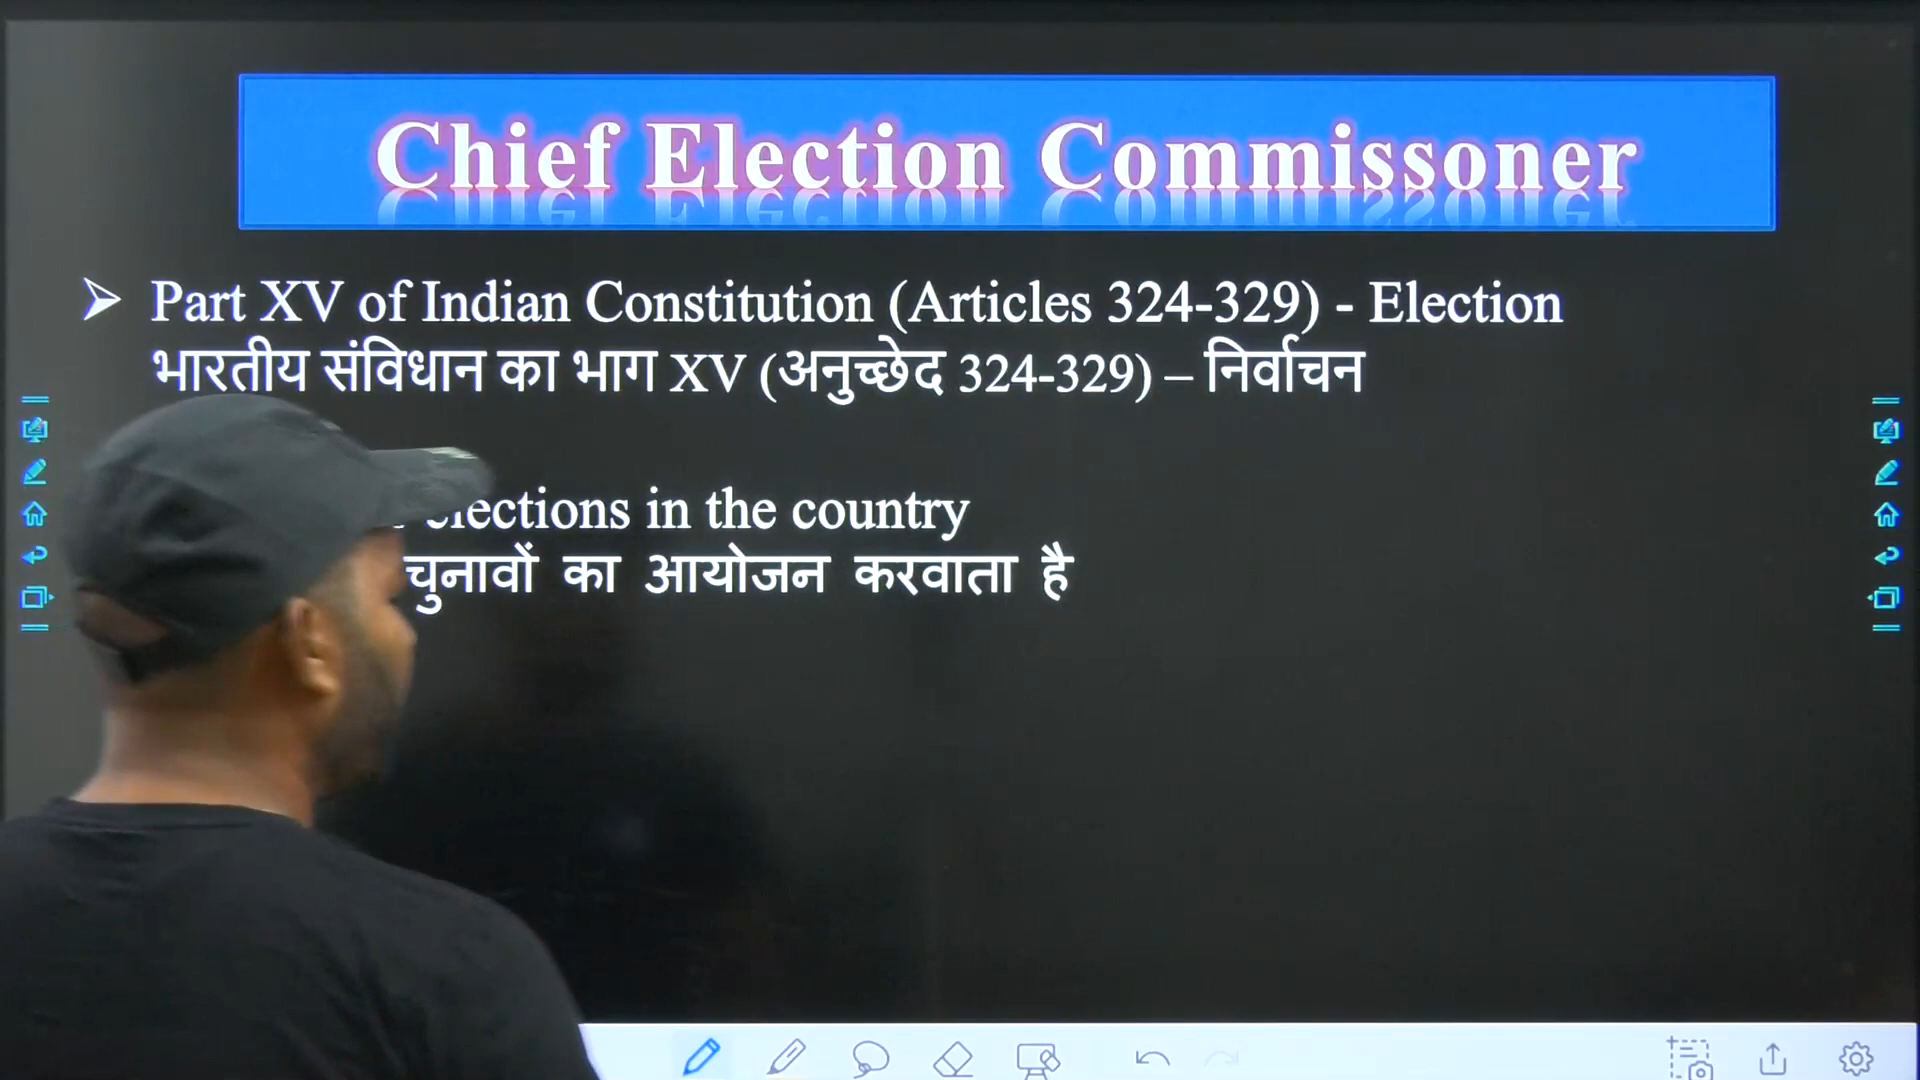 Chief Election Commissoner
Part XV of Indian Constitution (Articles 324-329) - Election
भारतीय संविधान का भाग XV (अनुच्छेद 324-329) – निर्वाचन
elections in the country
चुनावों का आयोजन करवाता है